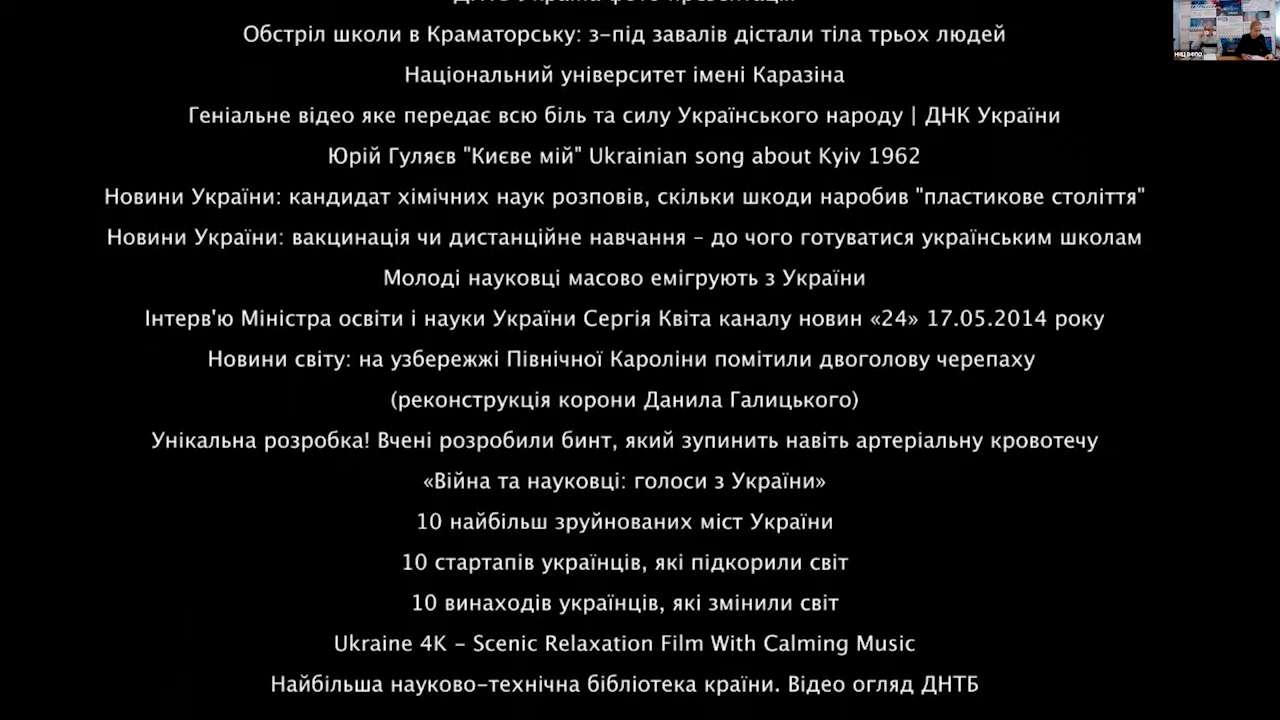 Обстріл школи в Краматорську: з-під завалів дістали тіла трьох людей
Національний університет імені Каразіна
Геніальне відео яке передає всю біль та силу Українського народу | ДНК України
Юрій Гуляєв "Києве мій" Ukrainian song about Kyiv 1962
Новини України: кандидат хімічних наук розповів, скільки шкоди наробив "пластикове століття"
Новини України: вакцинація чи дистанційне навчання – до чого готуватися українським школам
Молоді науковці масово емігрують з України
Інтерв'ю Міністра освіти і науки України Сергія Квіта каналу новин «24» 17.05.2014 року
Новини світу: на узбережжі Північної Кароліни помітили двоголову черепаху
(реконструкція корони Данила Галицького)
Унікальна розробка! Вчені розробили бинт, який зупинить навіть артеріальну кровотечу
«Війна та науковці: голоси з України»
10 найбільш зруйнованих міст України
10 стартапів українців, які підкорили світ
10 винаходів українців, які змінили світ
Ukraine 4K – Scenic Relaxation Film With Calming Music
Найбільша науково-технічна бібліотека країни. Відео огляд ДНТБ